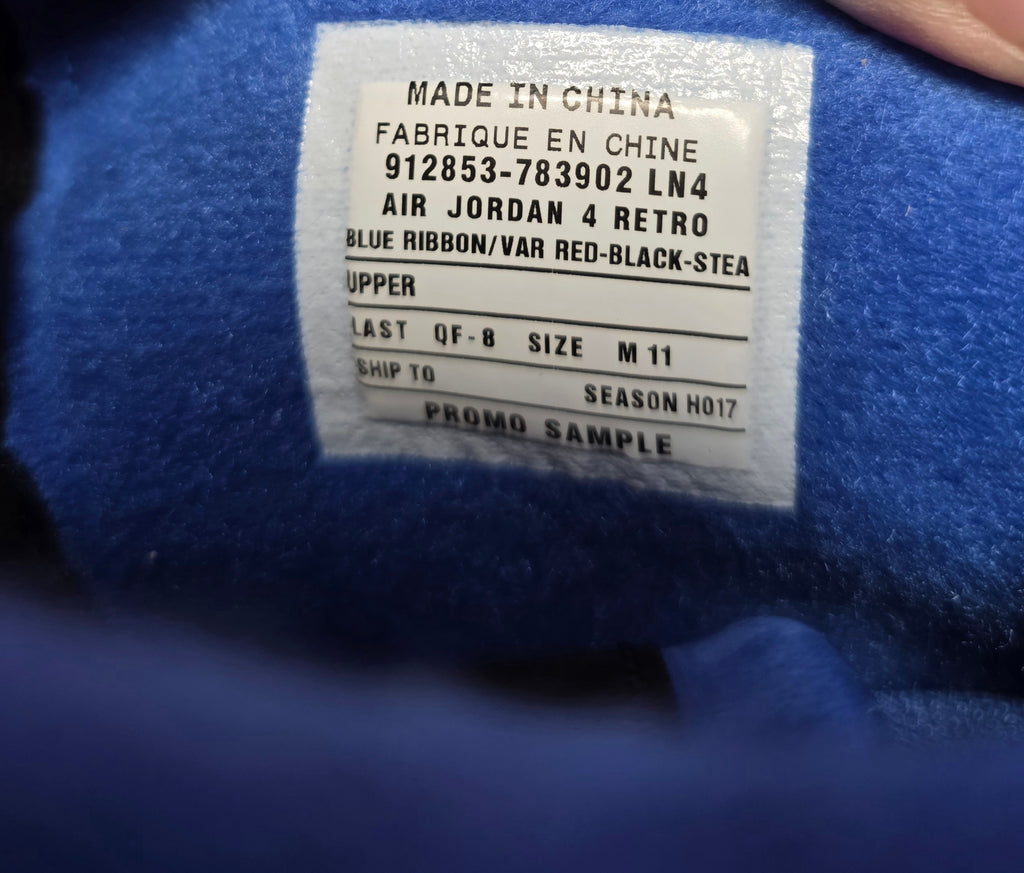 MADE IN CHINA
FABRIQUE EN CHINE
912853-783902 LN4
AIR JORDAN 4 RETRO
BLUE RIBBON/VAR RED-BLACK-STEA
UPPER
LAST QF-8 SIZE M 11
SHIP TO SEASON HO17
PROMO SAMPLE